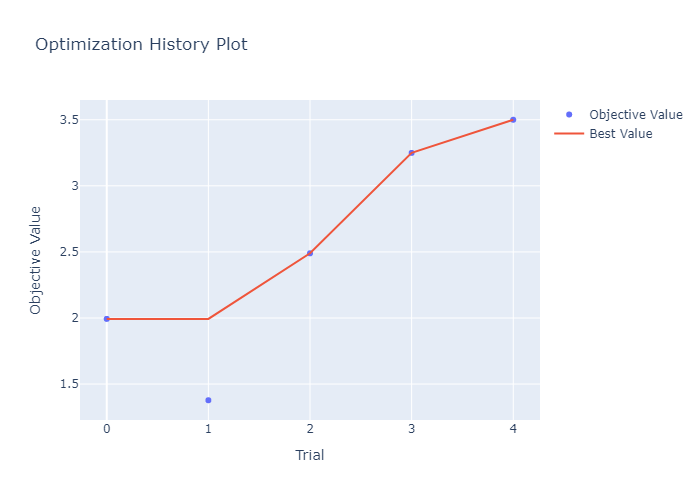 Optimization History Plot
Objective Value
Best Value
3.5
3
2.5
2
1.5
Objective Value
0 1 2 3 4
Trial